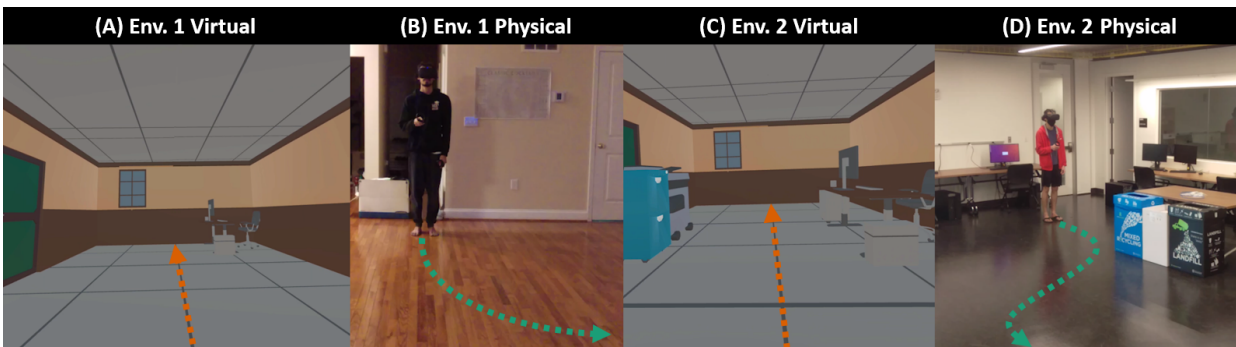 (A) Env. 1 Virtual
(B) Env. 1 Physical
(C) Env. 2 Virtual
(D) Env. 2 Physical
MIXED
RECYCLING
LANDFILL